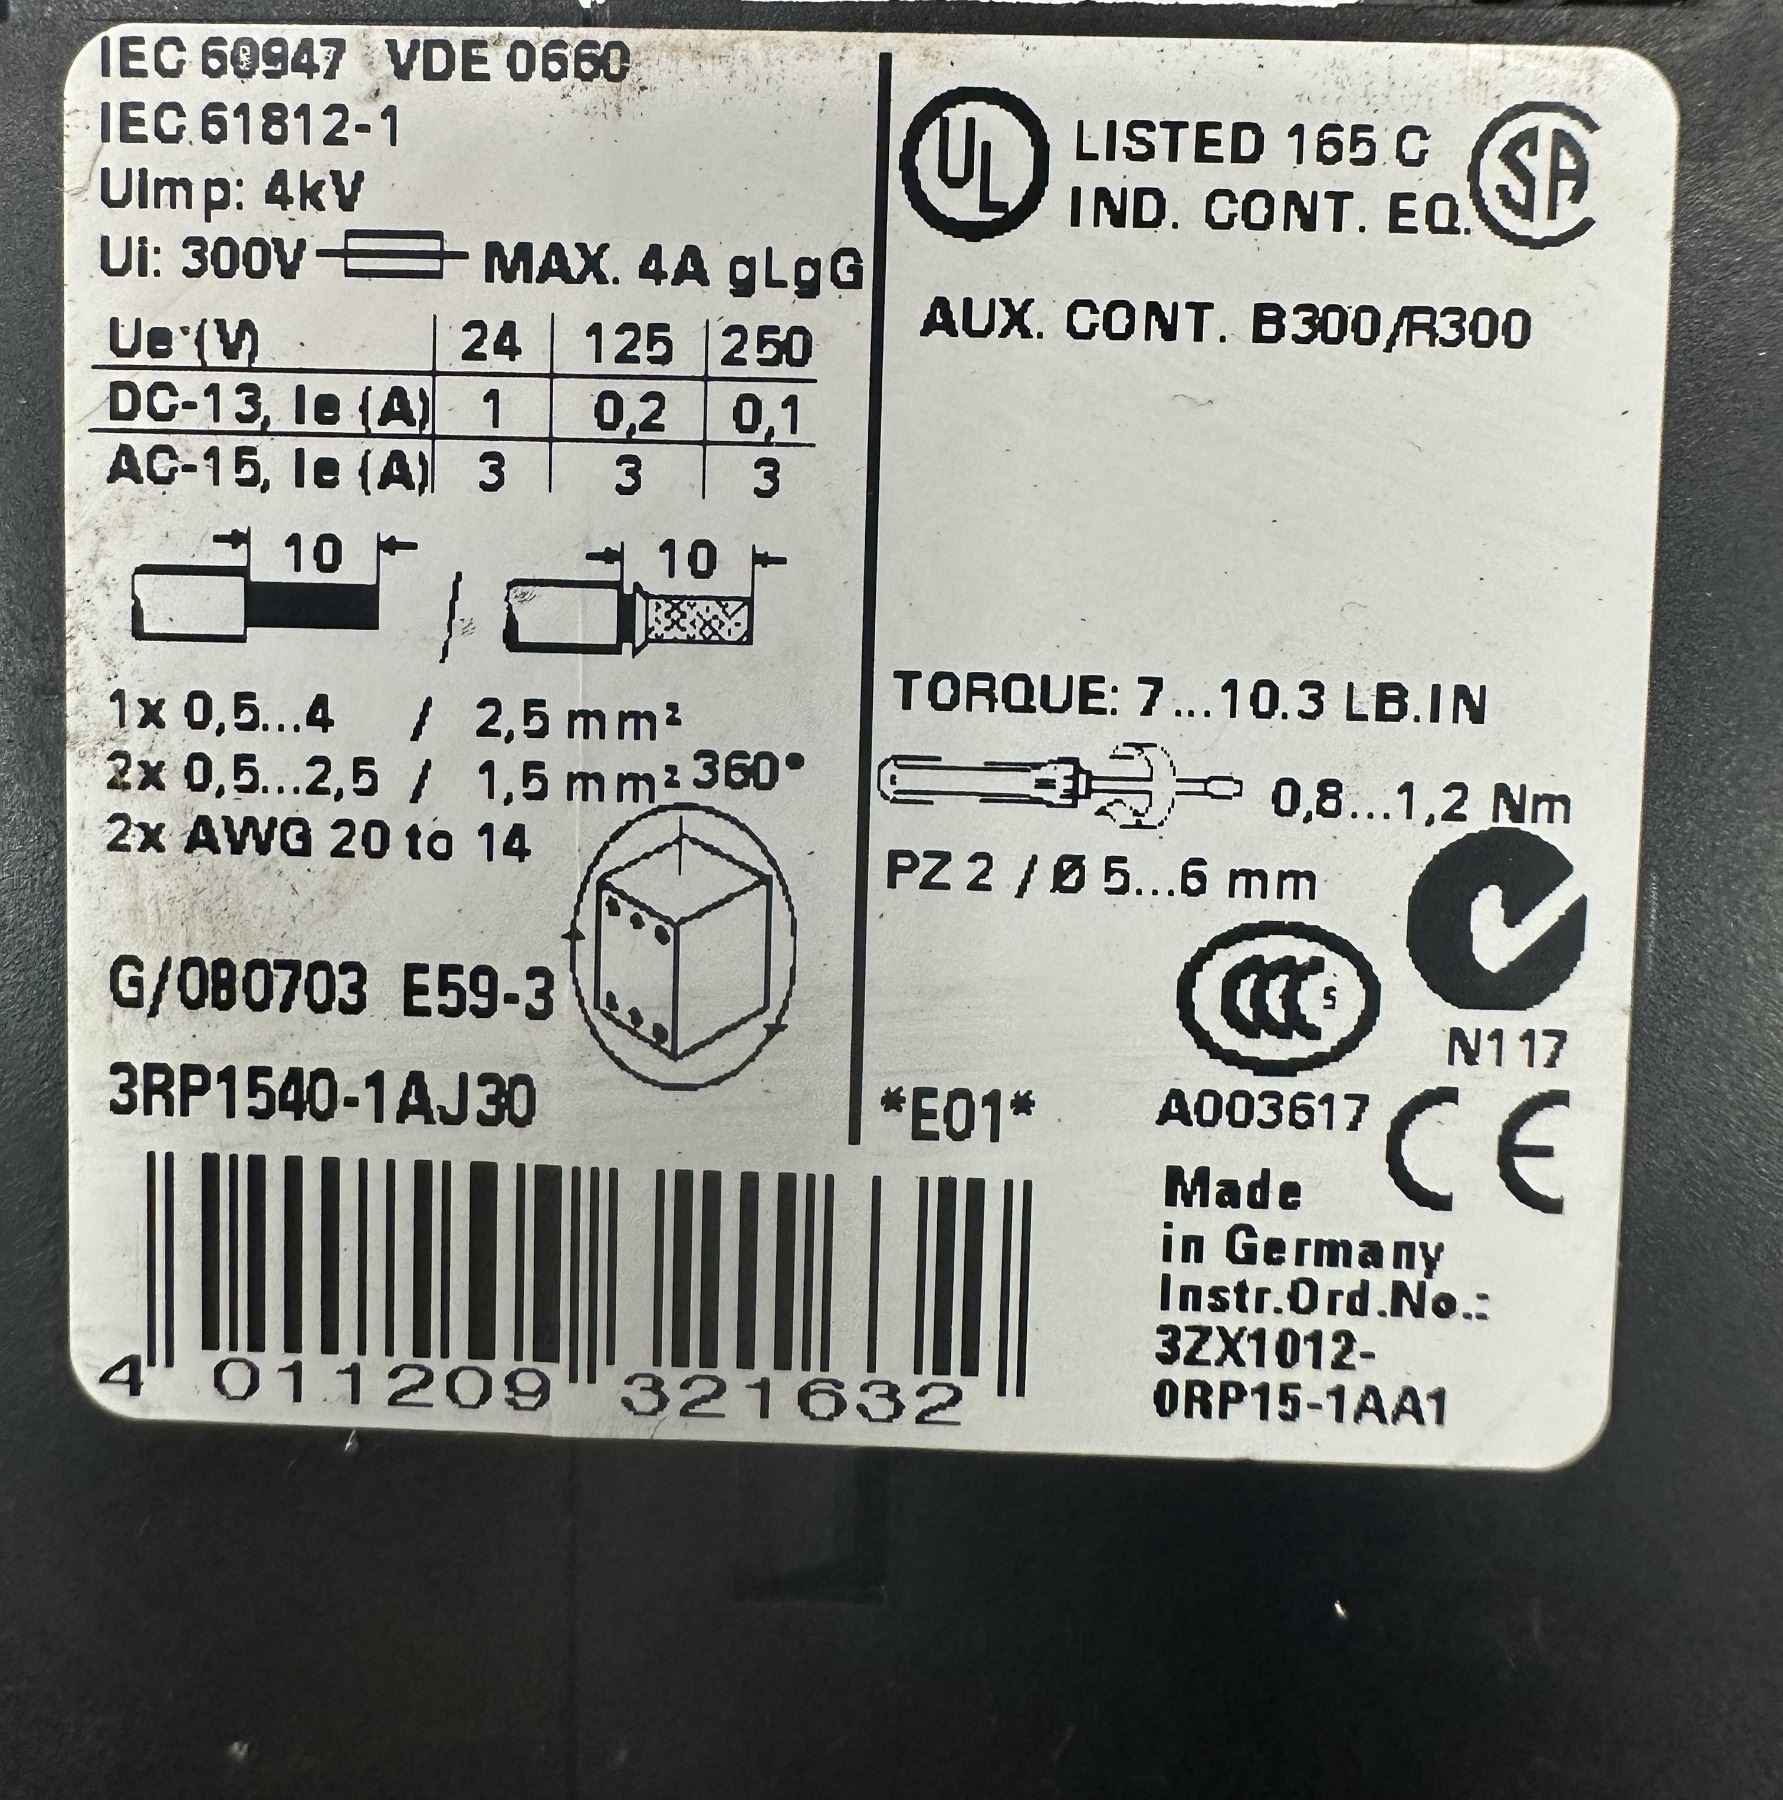 IEC 60947 VDE 0660
IEC 61812-1
UImp: 4kV
Ui: 300V MAX. 4A gLgG
Ue (V) 24 125 250
DC-13, Ie (A) 1 0,2 0,1
AC-15, Ie (A) 3 3 3
10 / 10
1x 0,5...4 / 2,5 mm²
2x 0,5...2,5 / 1,5 mm² 360°
2x AWG 20 to 14
G/080703 E59-3
3RP1540-1AJ30
4 011209 321632
UL LISTED 165 C SA
IND. CONT. EQ.
AUX. CONT. B300/R300
TORQUE: 7...10.3 LB.IN
0,8...1,2 Nm
PZ 2 / Ø 5...6 mm
CCC S
N117
*E01* A003617 CE
Made
in Germany
Instr.Ord.No.:
3ZX1012-
0RP15-1AA1